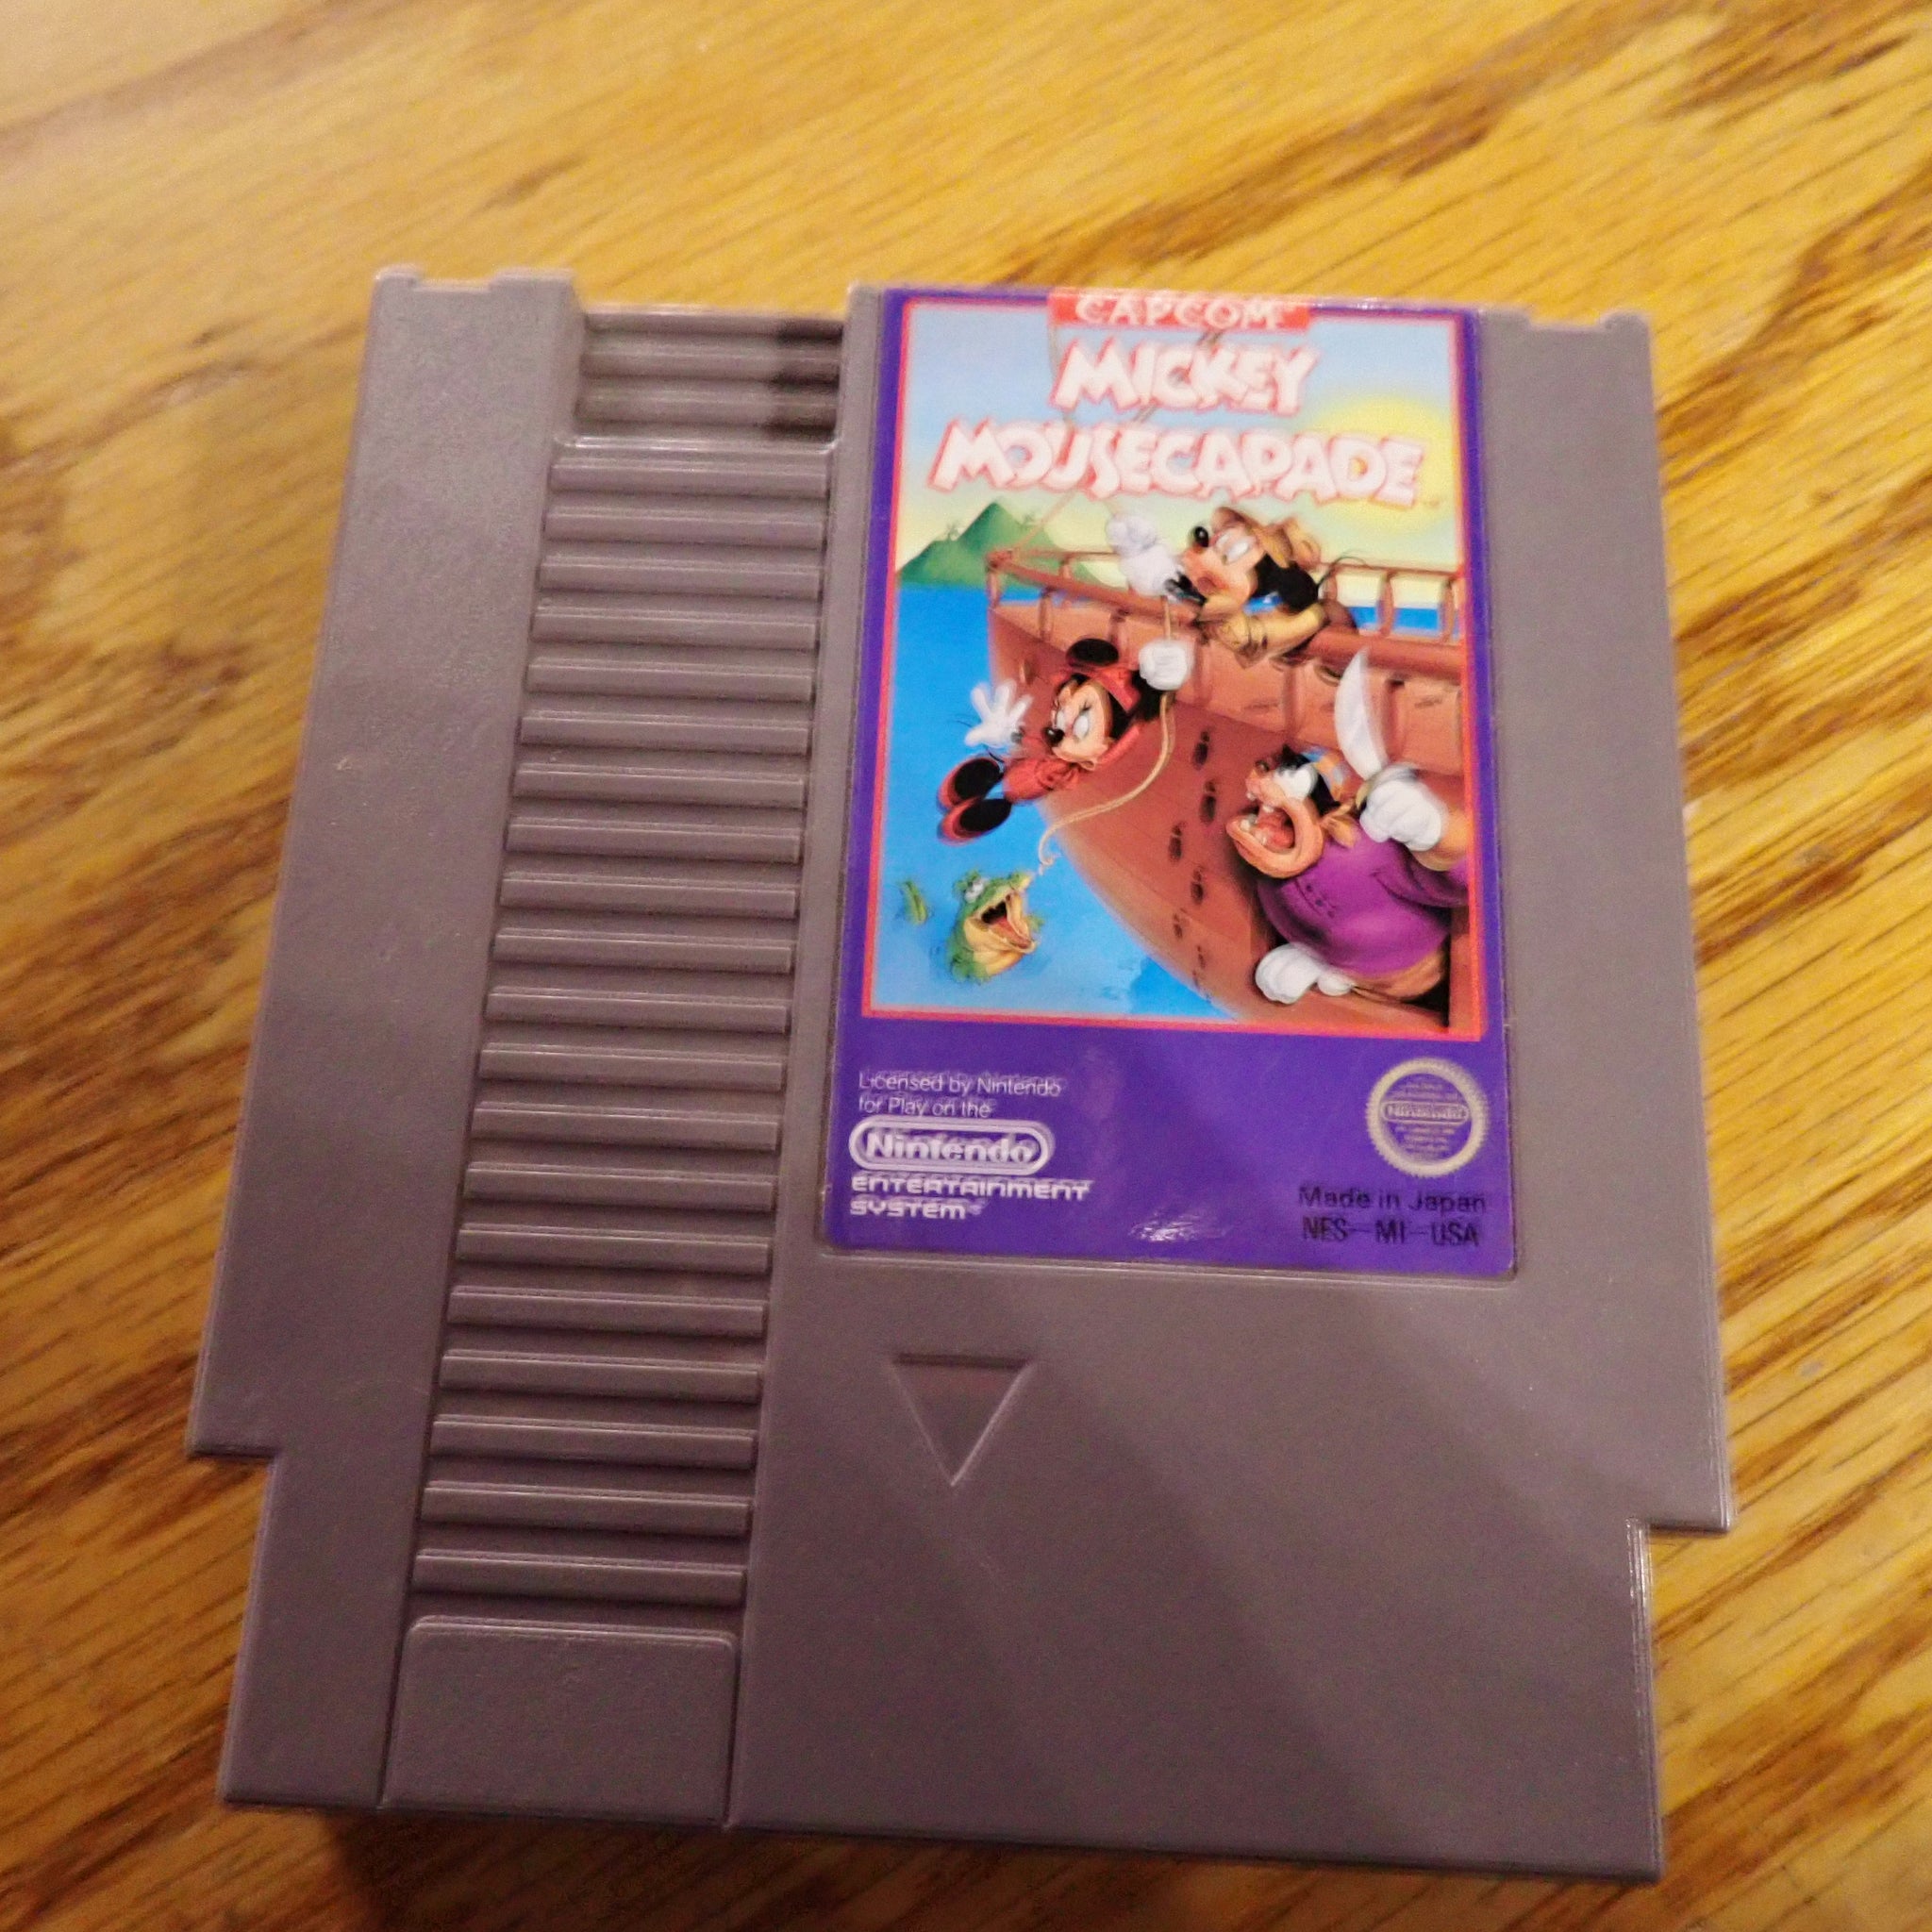 CAPCOM
MICKEY
MOUSECAPADE
Licensed by Nintendo
for Play on the
Nintendo
ENTERTAINMENT
SYSTEM®
Nintendo
Made in Japan
NES-MI-USA